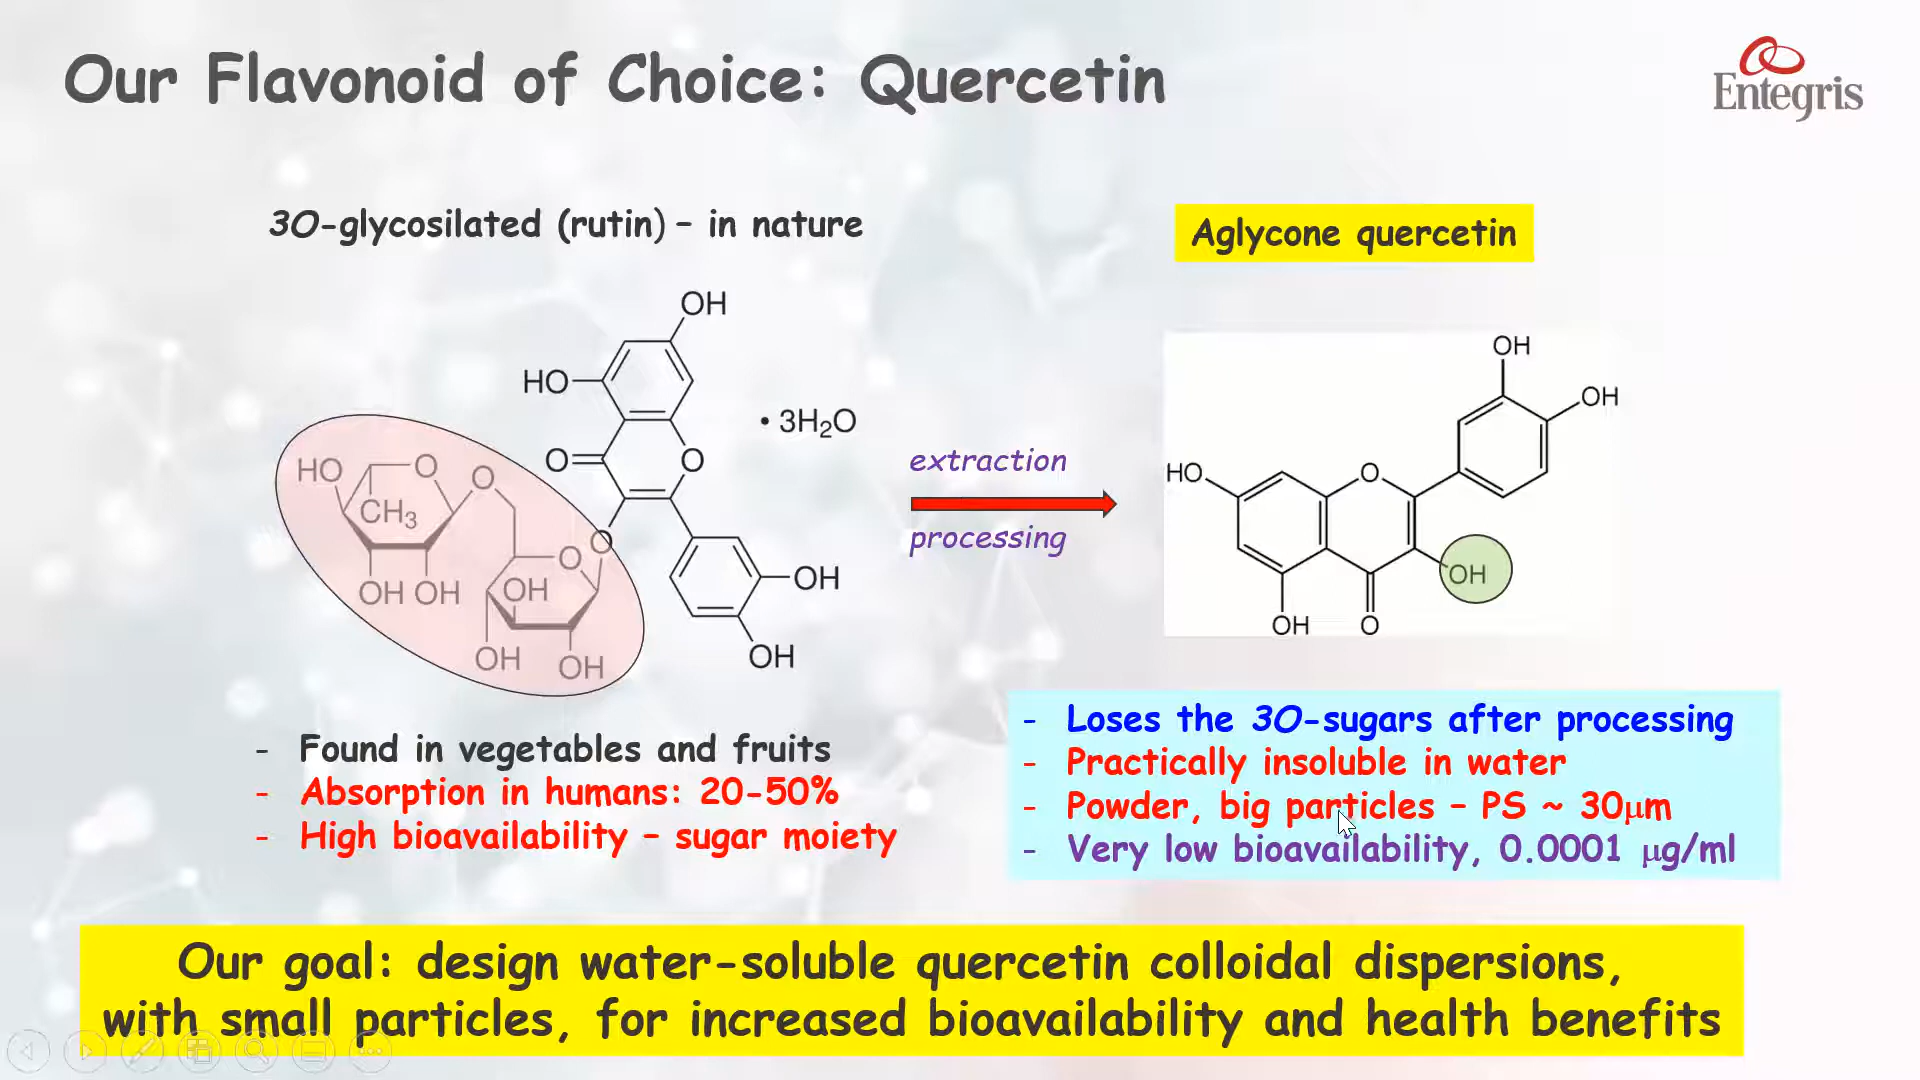 Our Flavonoid of Choice: Quercetin
Entegris
3O-glycosilated (rutin) – in nature
Aglycone quercetin
OH
HO
• 3H₂O
O
O
HO
O
O
CH₃
O
O
OH OH
OH
OH
OH
OH
OH
extraction
processing
OH
OH
HO
O
OH
OH
O
- Found in vegetables and fruits
- Absorption in humans: 20-50%
- High bioavailability – sugar moiety
- Loses the 3O-sugars after processing
- Practically insoluble in water
- Powder, big particles – PS ~ 30μm
- Very low bioavailability, 0.0001 μg/ml
Our goal: design water-soluble quercetin colloidal dispersions,
with small particles, for increased bioavailability and health benefits